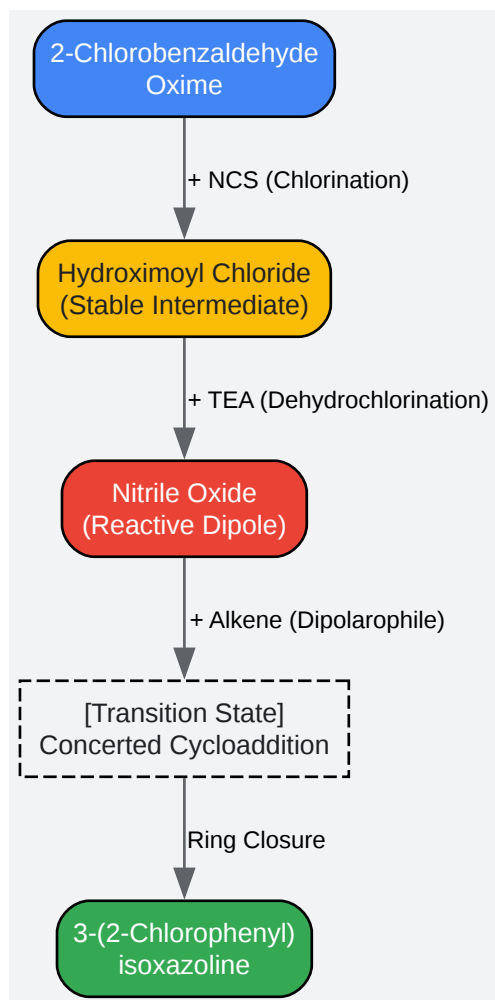 2-Chlorobenzaldehyde
Oxime
+ NCS (Chlorination)
Hydroximoyl Chloride
(Stable Intermediate)
+ TEA (Dehydrochlorination)
Nitrile Oxide
(Reactive Dipole)
+ Alkene (Dipolarophile)
[Transition State]
Concerted Cycloaddition
Ring Closure
3-(2-Chlorophenyl)
isoxazoline